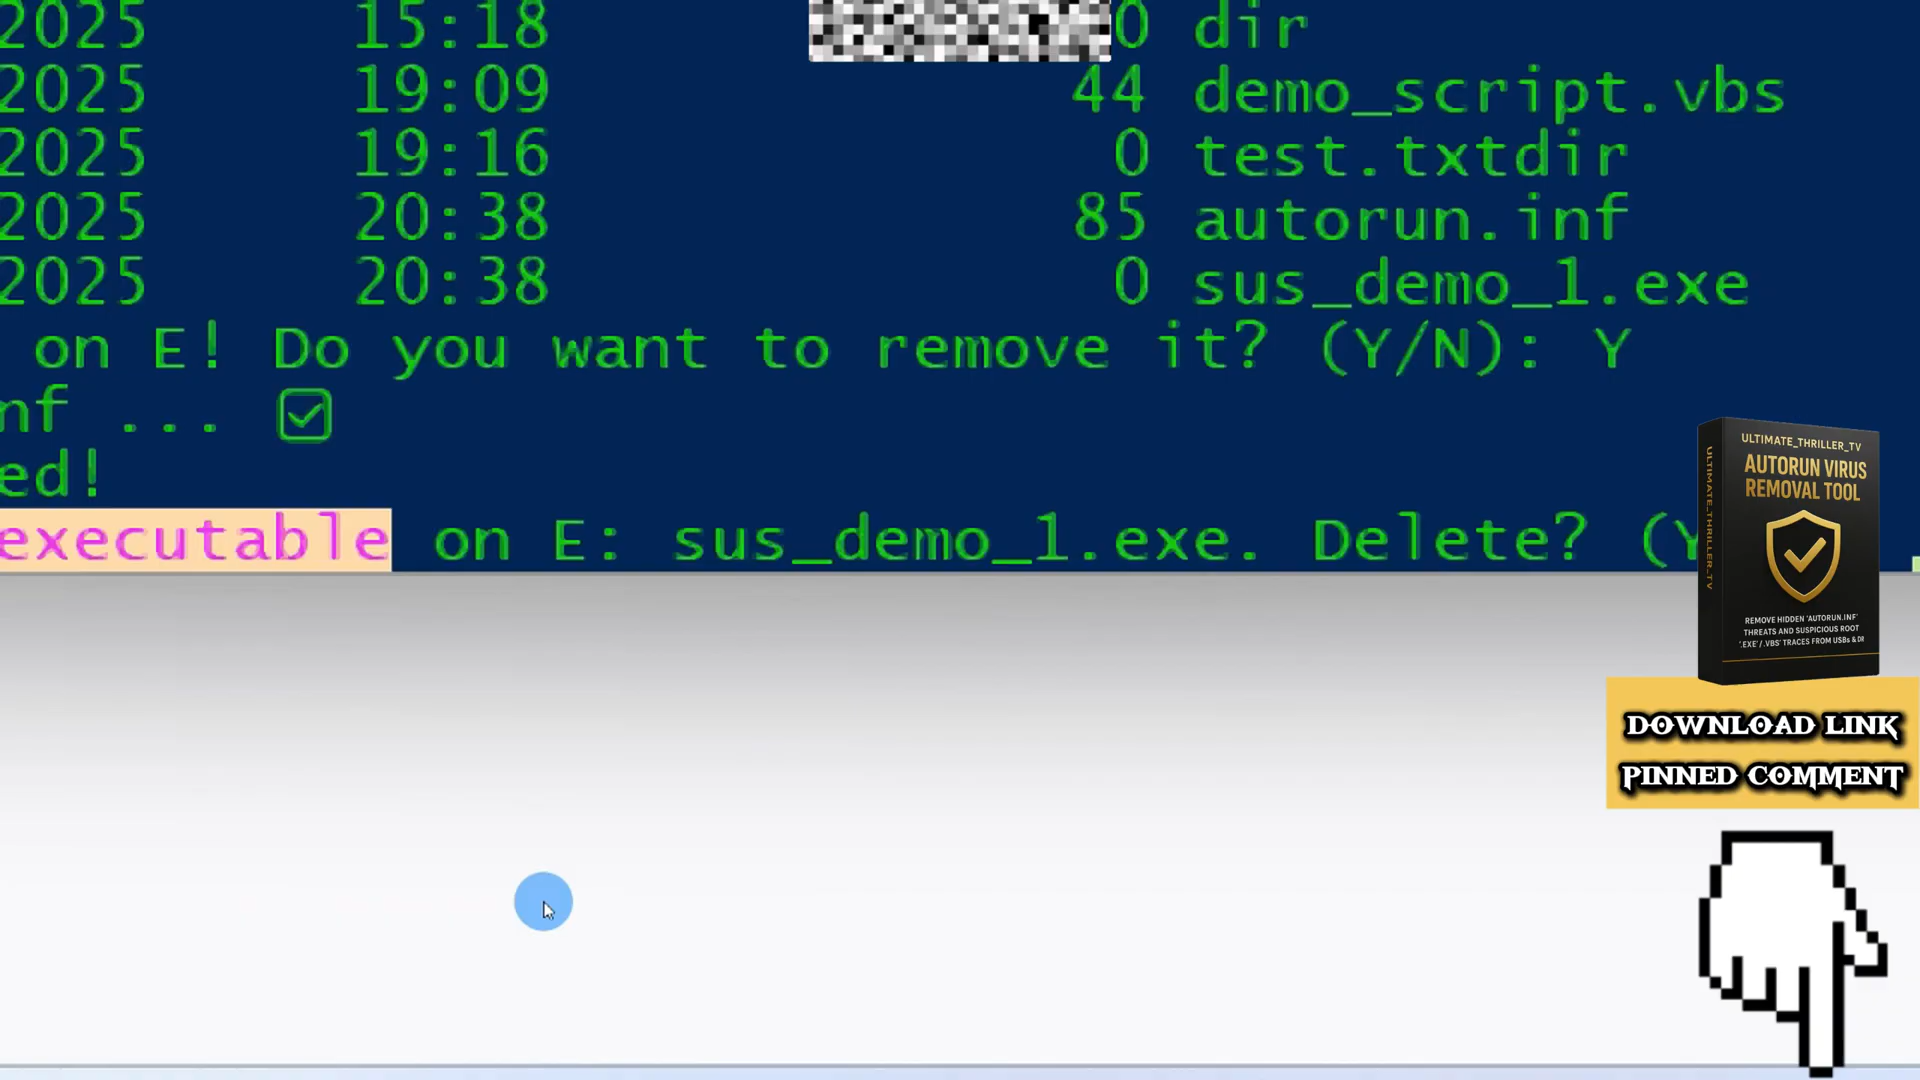 2025 15:18 0 dir
2025 19:09 44 demo_script.vbs
2025 19:16 0 test.txtdir
2025 20:38 85 autorun.inf
2025 20:38 0 sus_demo_1.exe
on E! Do you want to remove it? (Y/N): Y
nf ... ☑
ed!
executable on E: sus_demo_1.exe. Delete? (Y
ULTIMATE_THRILLER_TV
ULTIMATE_THRILLER_TV
AUTORUN VIRUS
REMOVAL TOOL
REMOVE HIDDEN 'AUTORUN.INF'
THREATS AND SUSPICIOUS ROOT
'.EXE'/.VBS' TRACES FROM USBs & DR
DOWNLOAD LINK
PINNED COMMENT